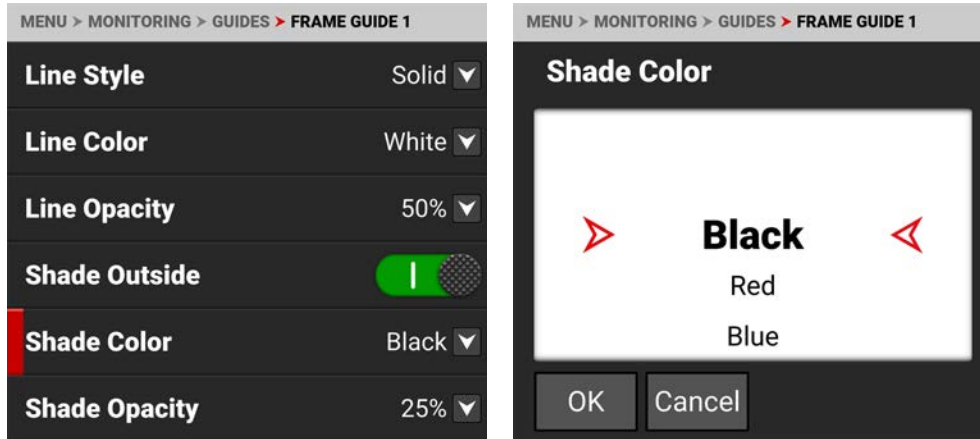 MENU > MONITORING > GUIDES > FRAME GUIDE 1
Line Style Solid
Line Color White
Line Opacity 50%
Shade Outside
Shade Color Black
Shade Opacity 25%
MENU > MONITORING > GUIDES > FRAME GUIDE 1
Shade Color
Black
Red
Blue
OK Cancel